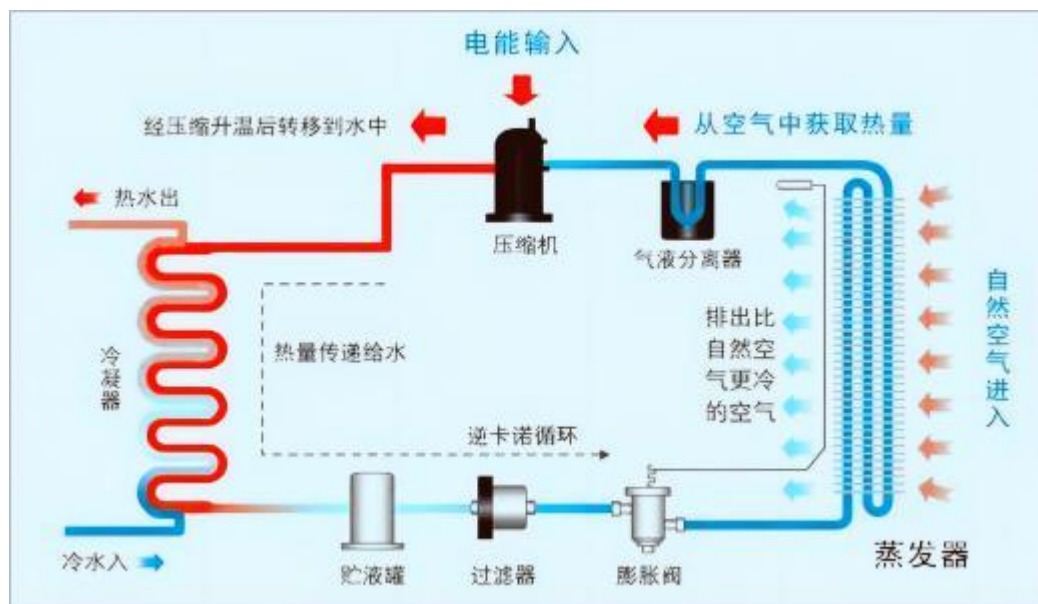 电能输入
经压缩升温后转移到水中
从空气中获取热量
热水出
压缩机
气液分离器
自然空气进入
排出比
自然空
气更冷
的空气
热量传递给水
冷凝器
逆卡诺循环
蒸发器
冷水入
贮液罐
过滤器
膨胀阀